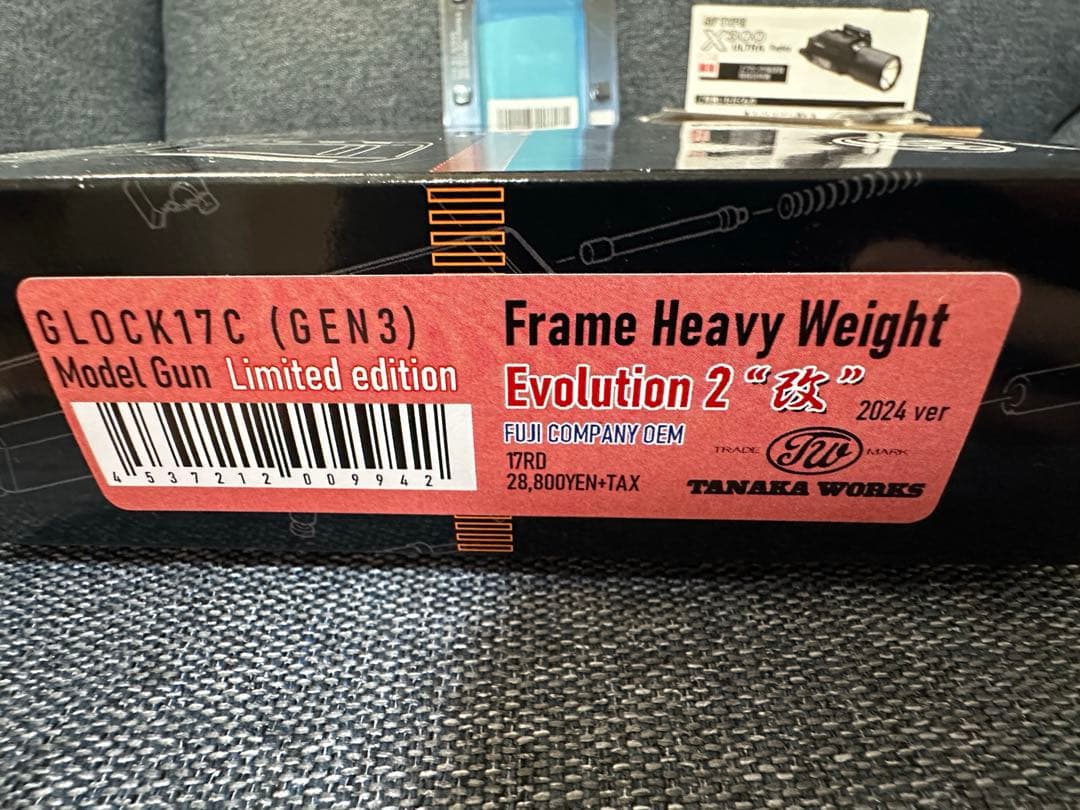 X300
ULTRA
GLOCK17C (GEN3)
Model Gun Limited edition
4 537212 009942
Frame Heavy Weight
Evolution 2 “改”
2024 ver
FUJI COMPANY OEM
17RD
28,800YEN+TAX
TRADE TW MARK
TANAKA WORKS